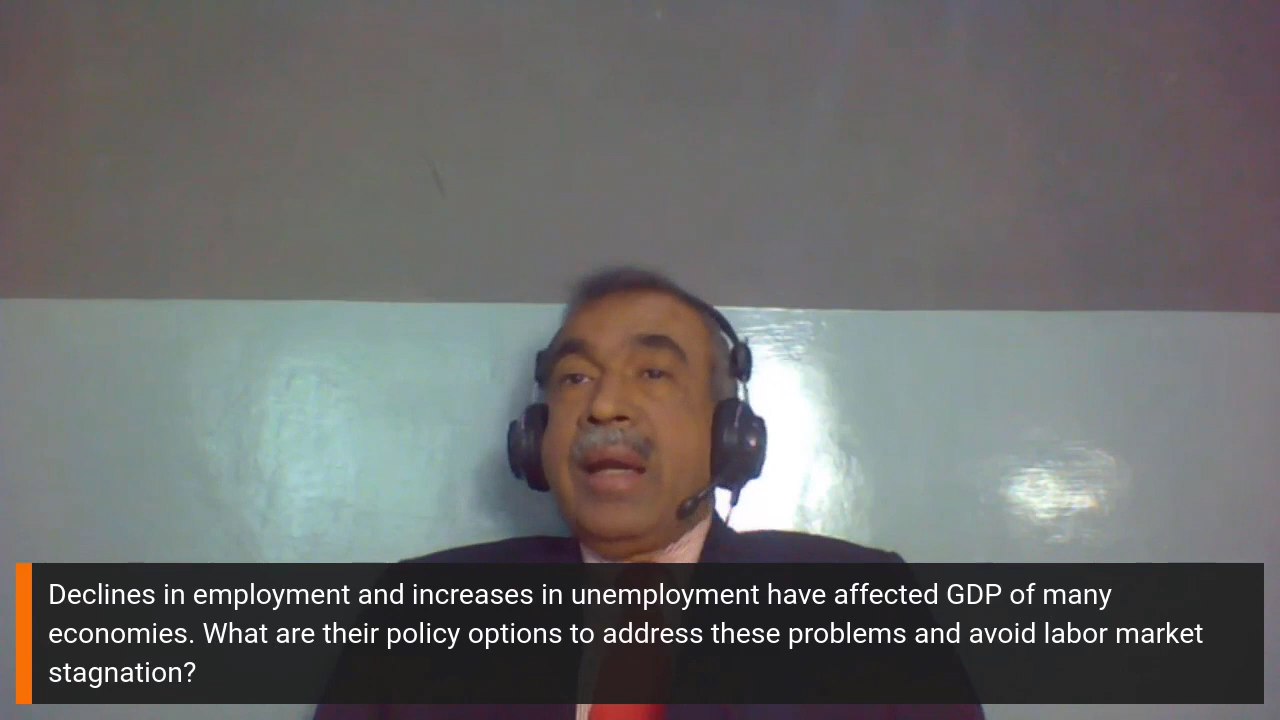 Declines in employment and increases in unemployment have affected GDP of many
economies. What are their policy options to address these problems and avoid labor market
stagnation?